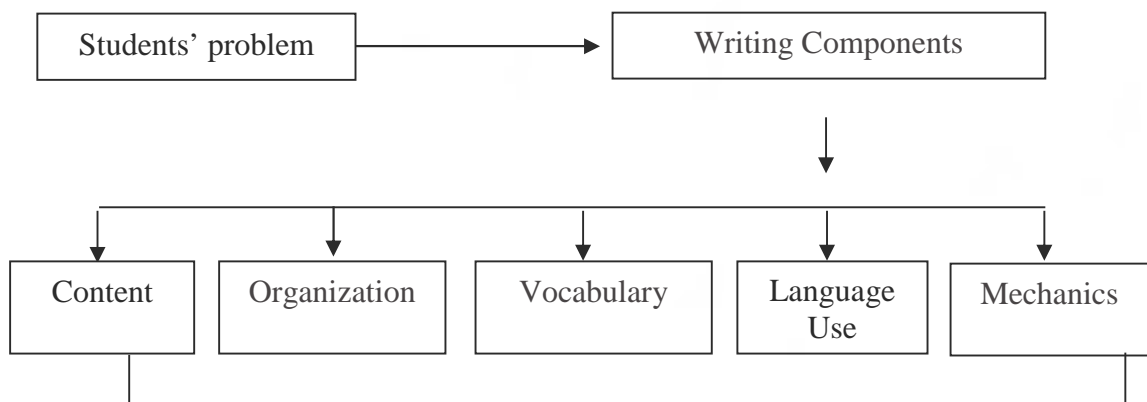 Students’ problem
Writing Components
Content
Organization
Vocabulary
Language
Use
Mechanics